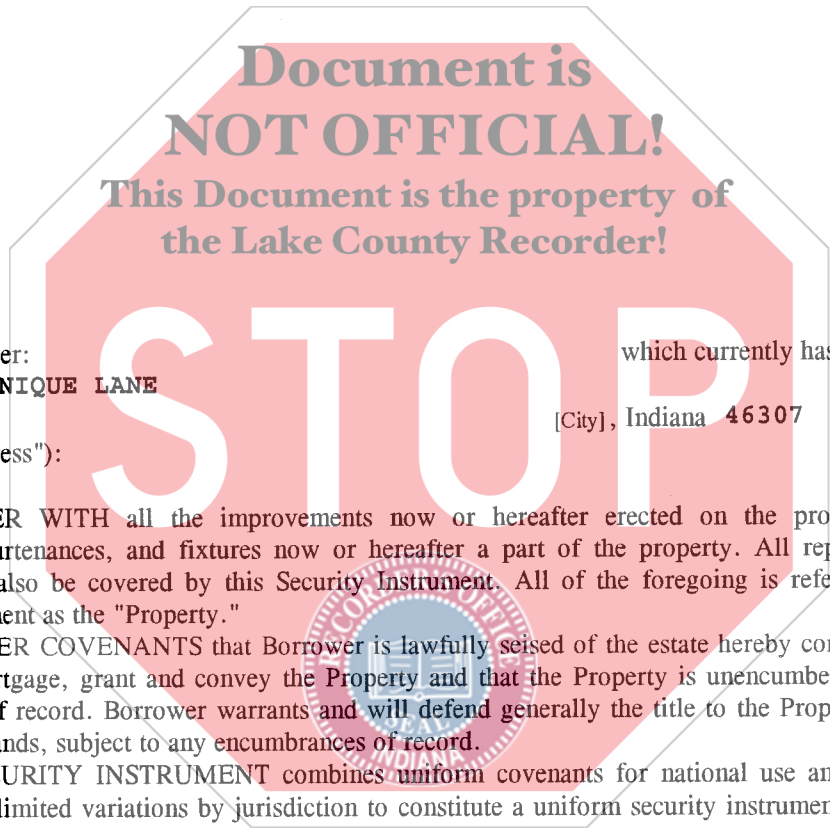 Document is
NOT OFFICIAL!
This Document is the property of
the Lake County Recorder!
STOP
er: which currently has
NIQUE LANE
[City], Indiana 46307
ess"):
ER WITH all the improvements now or hereafter erected on the pro
urtenances, and fixtures now or hereafter a part of the property. All rep
also be covered by this Security Instrument. All of the foregoing is refe
ent as the "Property."
ER COVENANTS that Borrower is lawfully seised of the estate hereby con
rtgage, grant and convey the Property and that the Property is unencumbe
f record. Borrower warrants and will defend generally the title to the Prop
nds, subject to any encumbrances of record.
URITY INSTRUMENT combines uniform covenants for national use an
limited variations by jurisdiction to constitute a uniform security instrumen
RECORDER'S OFFICE
SEAL
INDIANA